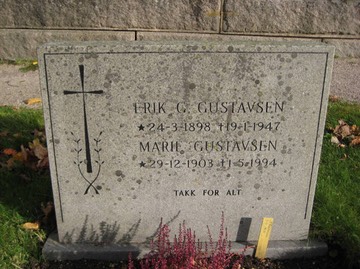 ERIK G. GUSTAVSEN
★24-3-1898 †19-1-1947
MARIE GUSTAVSEN
★29-12-1903 †1-5-1994
TAKK FOR ALT